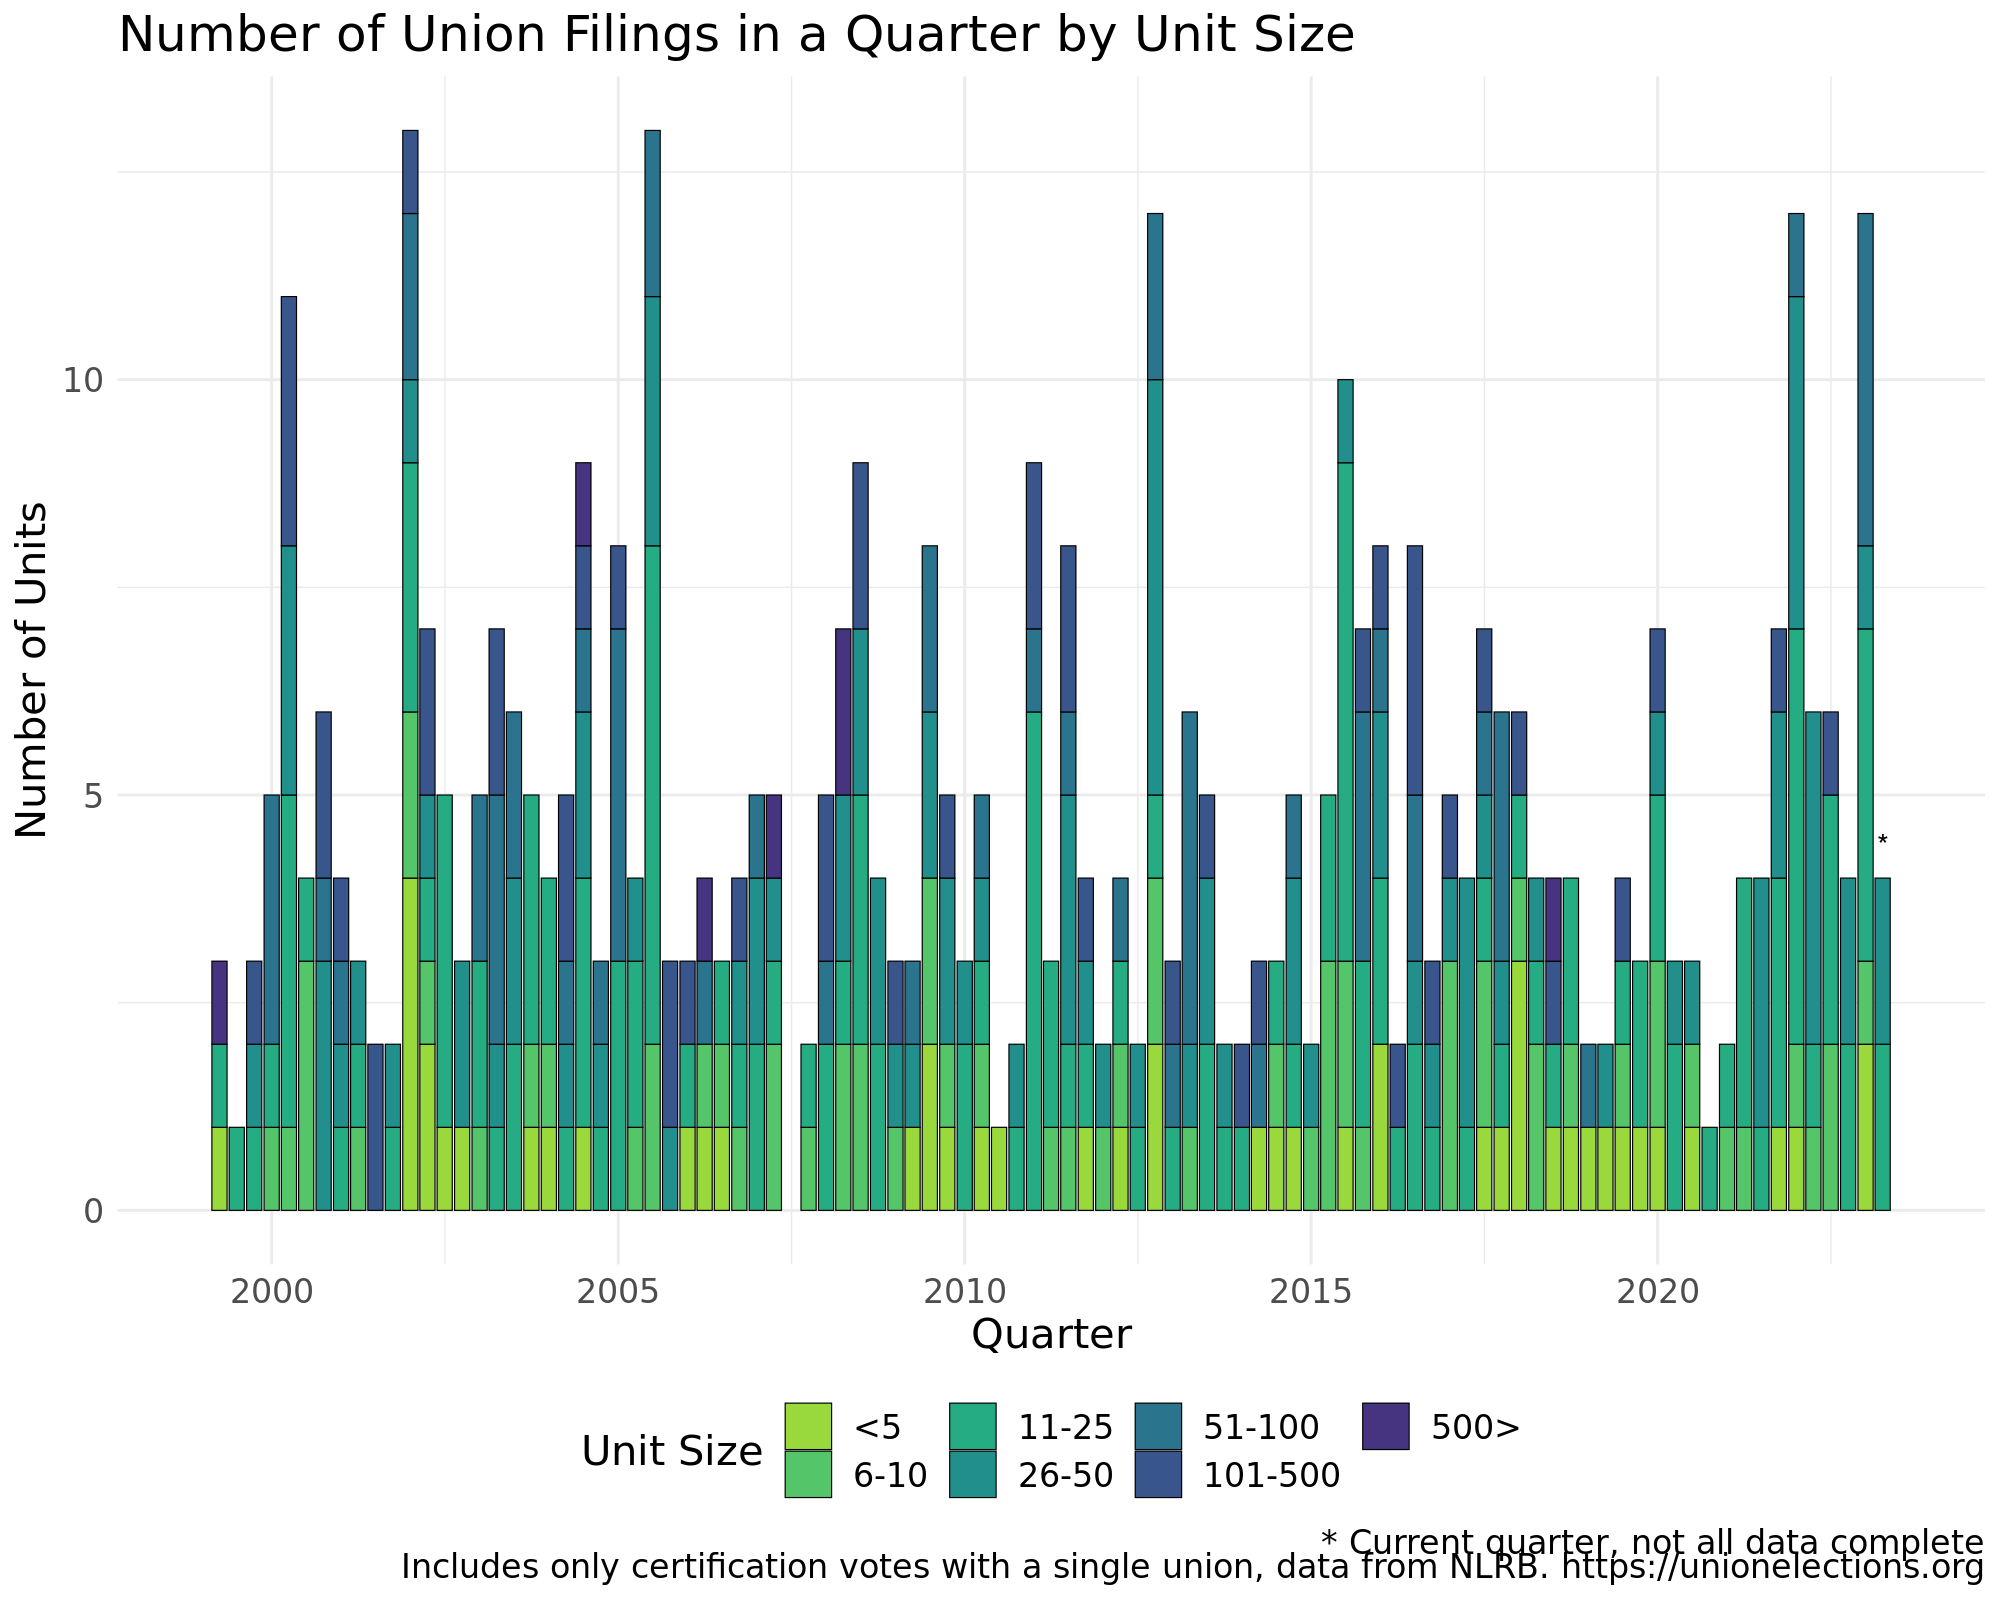 Number of Union Filings in a Quarter by Unit Size
Number of Units
10
5
0
*
2000 2005 2010 2015 2020
Quarter
Unit Size
<5 11-25 51-100 500>
6-10 26-50 101-500
* Current quarter, not all data complete
Includes only certification votes with a single union, data from NLRB. https://unionelections.org